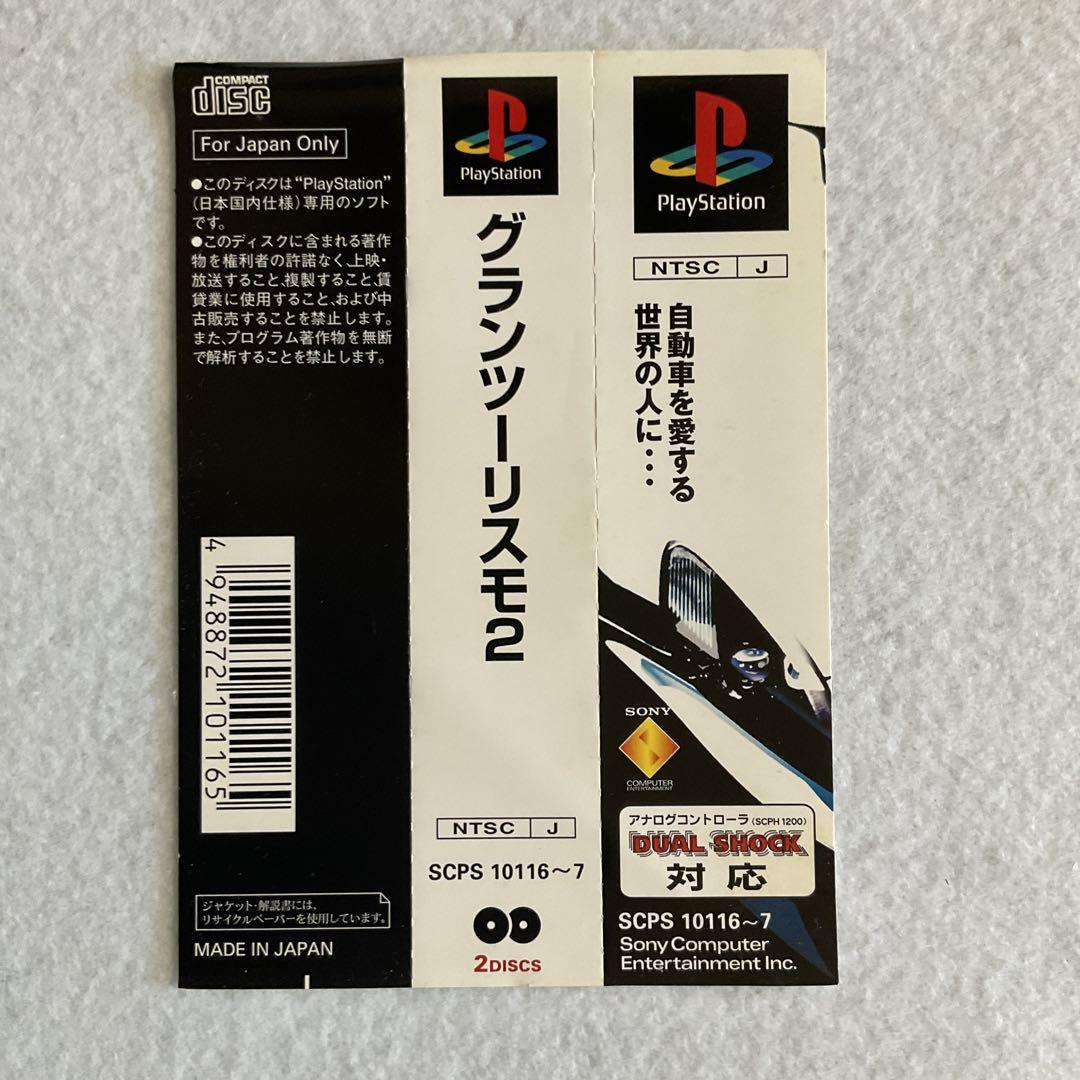 COMPACT
disc
For Japan Only
●このディスクは“PlayStation”
(日本国内仕様)専用のソフト
です。
●このディスクに含まれる著作
物を権利者の許諾なく、上映・
放送すること、複製すること、賃
貸業に使用すること、および中
古販売することを禁止します。
また、プログラム著作物を無断
で解析することを禁止します。
4 948872 101165
ジャケット・解説書には、
リサイクルペーパーを使用しています。
MADE IN JAPAN
PlayStation
グランツーリスモ2
NTSC J
SCPS 10116〜7
2DISCS
PlayStation
NTSC J
自動車を愛する
世界の人に・・・
SONY
COMPUTER
ENTERTAINMENT
アナログコントローラ(SCPH 1200)
DUAL SHOCK
対応
SCPS 10116〜7
Sony Computer
Entertainment Inc.